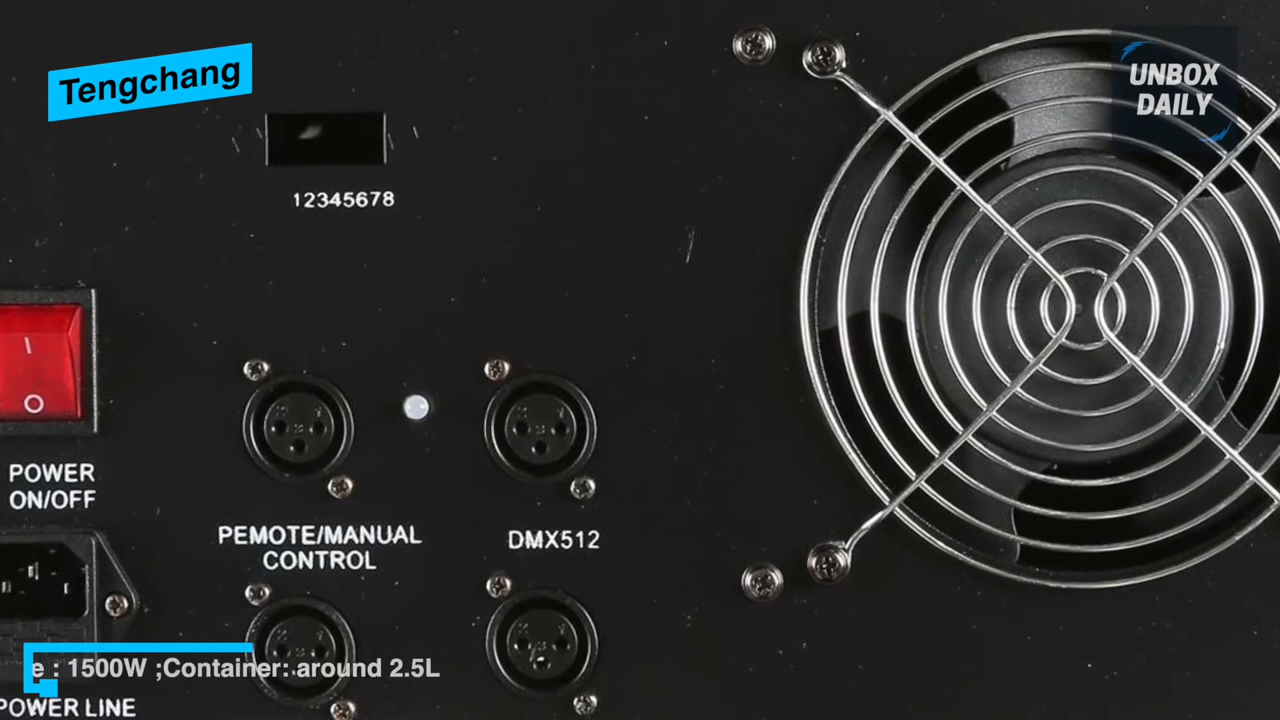 Tengchang
UNBOX
DAILY
12345678
I
O
POWER
ON/OFF
PEMOTE/MANUAL
CONTROL
DMX512
e : 1500W ;Container: around 2.5L
POWER LINE